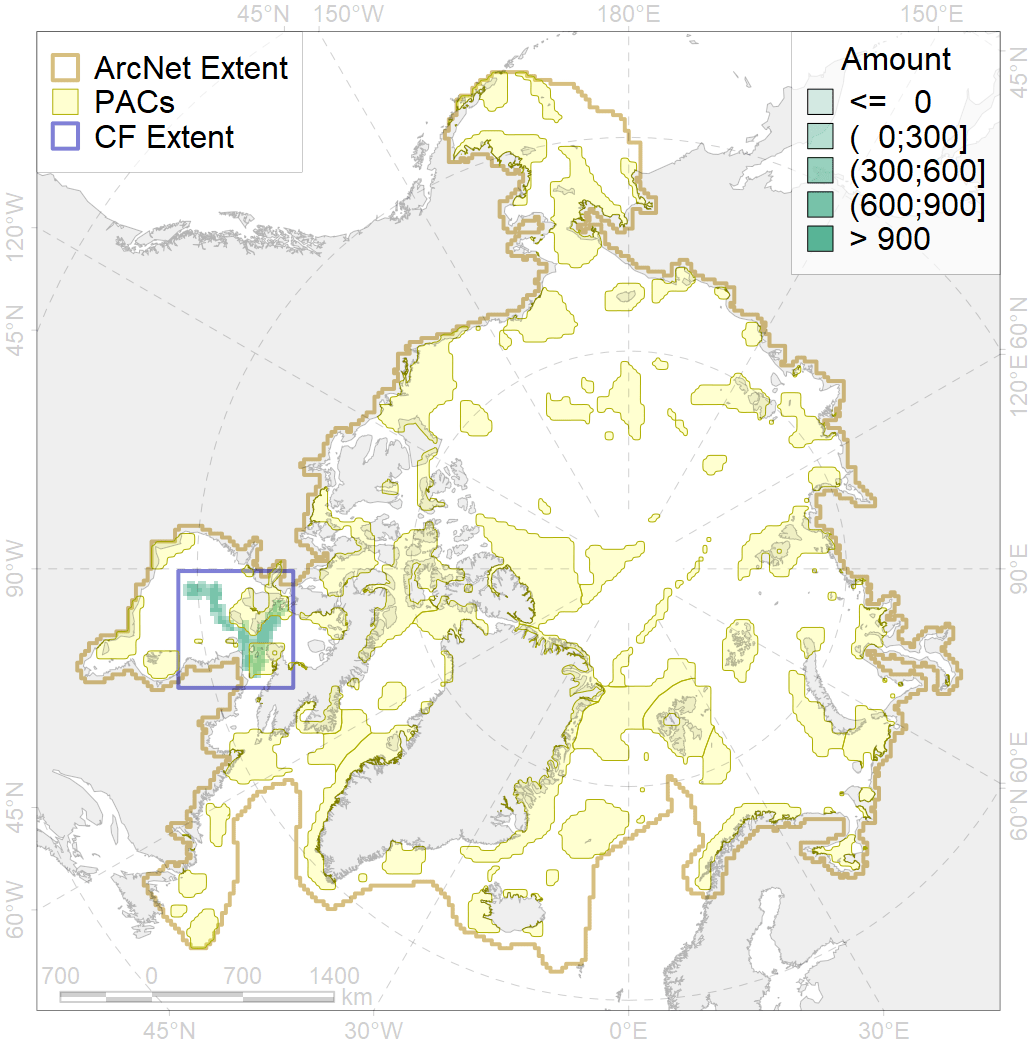 45°N 150°W 180°E 150°E
ArcNet Extent
PACs
CF Extent
Amount
<= 0
( 0;300]
(300;600]
(600;900]
> 900
45°N
120°W
45°N
60°N
120°E
90°W
90°E
60°E
45°N
60°N
60°W
700 0 700 1400
km
45°N 30°W 0°E 30°E